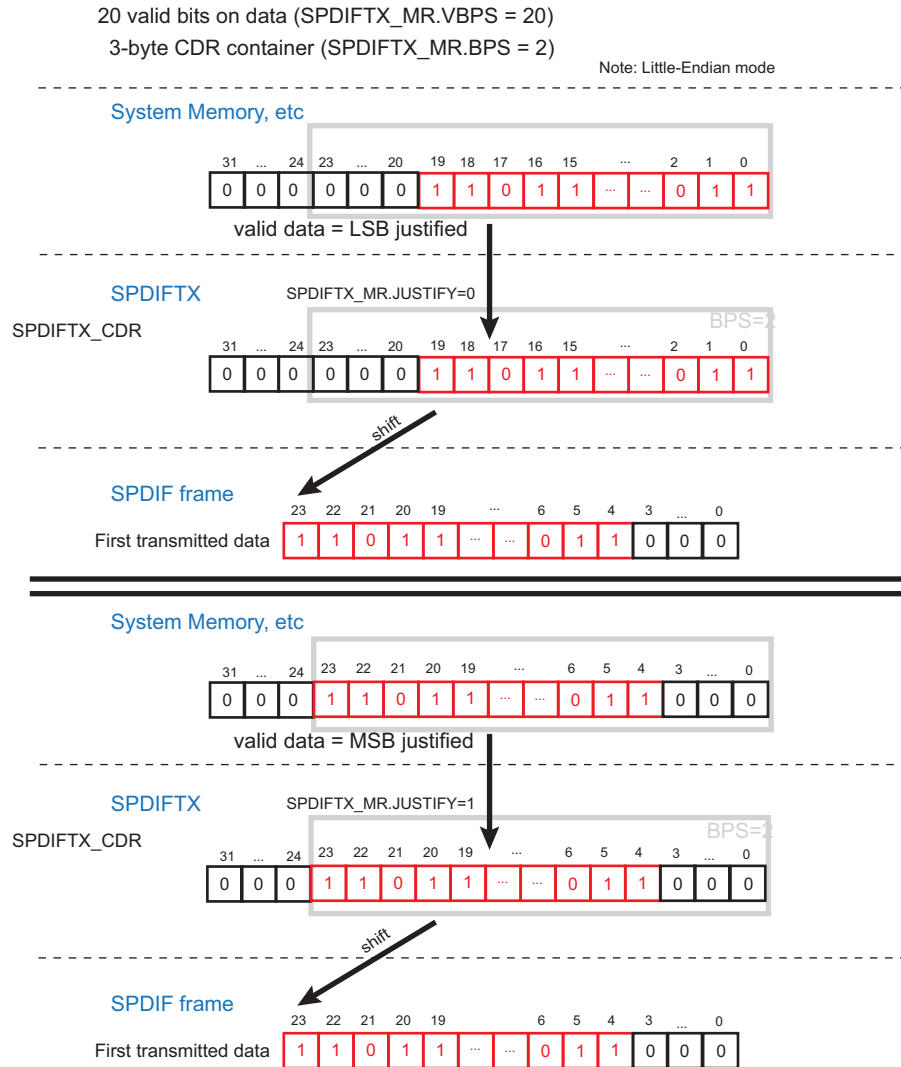 20 valid bits on data (SPDIFTX_MR.VBPS = 20)
3-byte CDR container (SPDIFTX_MR.BPS = 2)
Note: Little-Endian mode
System Memory, etc
31 ... 24 23 ... 20 19 18 17 16 15 ... 2 1 0
0 0 0 0 0 0 1 1 0 1 1 ... ... 0 1 1
valid data = LSB justified
SPDIFTX SPDIFTX_MR.JUSTIFY=0
SPDIFTX_CDR BPS=2
31 ... 24 23 ... 20 19 18 17 16 15 ... 2 1 0
0 0 0 0 0 0 1 1 0 1 1 ... ... 0 1 1
shift
SPDIF frame
23 22 21 20 19 ... 6 5 4 3 ... 0
First transmitted data 1 1 0 1 1 ... ... 0 1 1 0 0 0
System Memory, etc
31 ... 24 23 22 21 20 19 ... 6 5 4 3 ... 0
0 0 0 1 1 0 1 1 ... ... 0 1 1 0 0 0
valid data = MSB justified
SPDIFTX SPDIFTX_MR.JUSTIFY=1
SPDIFTX_CDR BPS=2
31 ... 24 23 22 21 20 19 ... 6 5 4 3 ... 0
0 0 0 1 1 0 1 1 ... ... 0 1 1 0 0 0
shift
SPDIF frame
23 22 21 20 19 6 5 4 3 ... 0
First transmitted data 1 1 0 1 1 ... ... 0 1 1 0 0 0